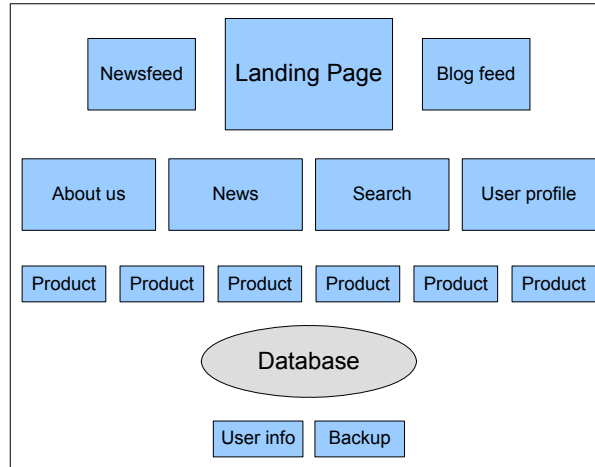 Newsfeed
Landing Page
Blog feed
About us
News
Search
User profile
Product
Product
Product
Product
Product
Product
Database
User info
Backup